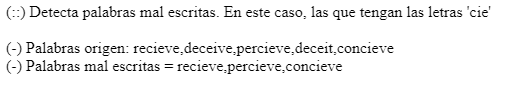 (::) Detecta palabras mal escritas. En este caso, las que tengan las letras 'cie'
(-) Palabras origen: recieve,deceive,percieve,deceit,concieve
(-) Palabras mal escritas = recieve,percieve,concieve